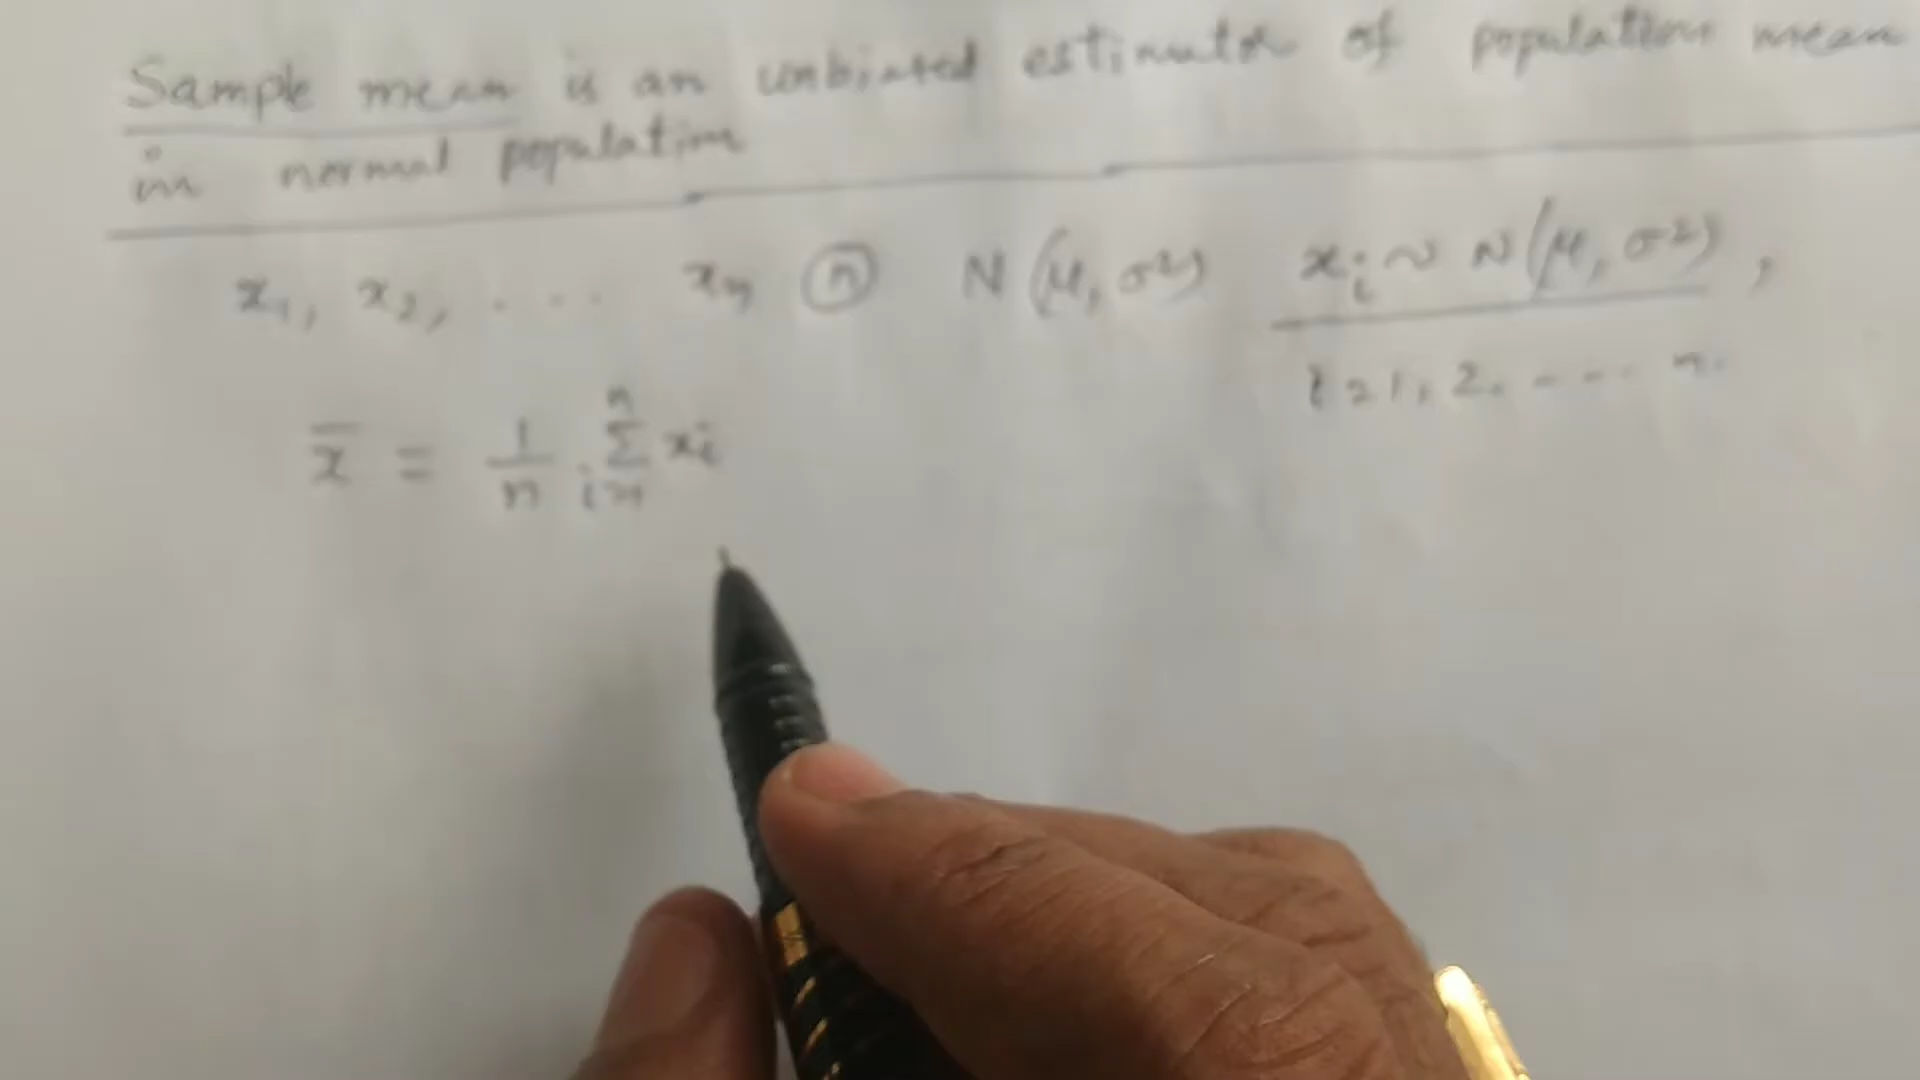 Sample mean is an unbiased estimator of population mean
in normal population
x₁, x₂, .... xₙ ⓝ N(μ, σ²) xᵢ ~ N(μ, σ²),
i=1, 2, .... n.
x̄ = 1/n Σⁿᵢ₌₁ xᵢ